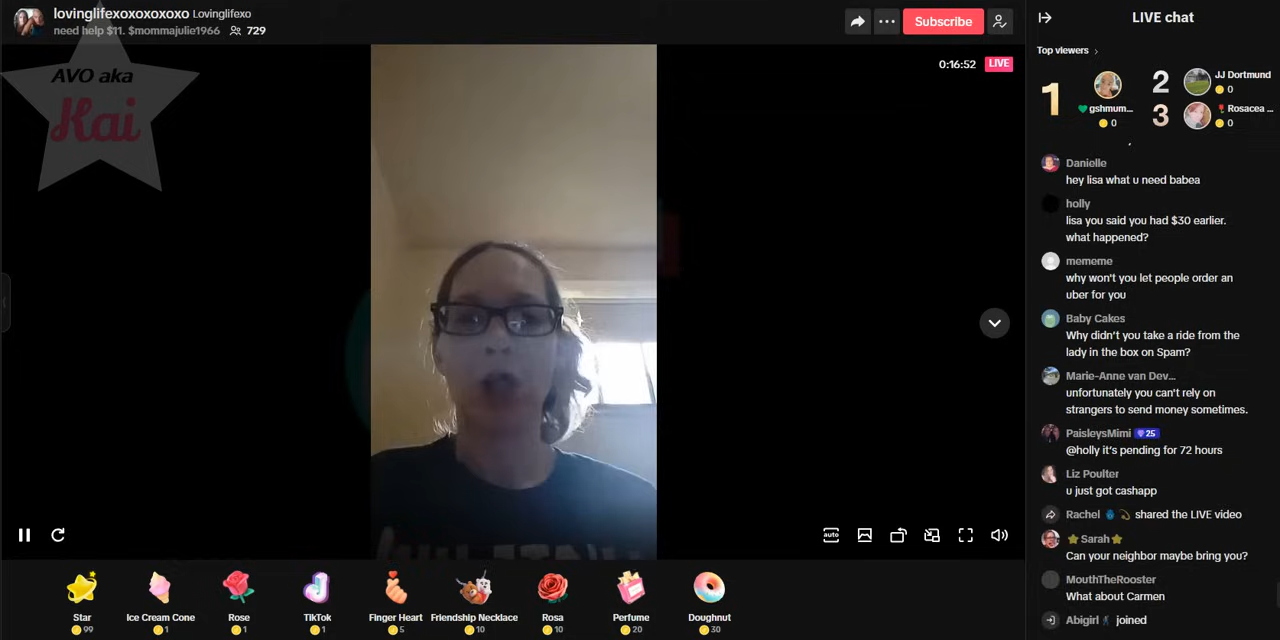 lovinglifexoxoxoxoxo Lovinglifexo
need help $11. $mommajulie1966 729
AVO aka
Kai
Subscribe
0:16:52 LIVE
auto
Star
99
Ice Cream Cone
1
Rose
1
TikTok
1
Finger Heart
5
Friendship Necklace
10
Rosa
10
Perfume
20
Doughnut
30
LIVE chat
Top viewers
1
gshmum...
0
2
JJ Dortmund
0
3
Rosacea ...
0
Danielle
hey lisa what u need babea
holly
lisa you said you had $30 earlier.
what happened?
mememe
why won't you let people order an
uber for you
Baby Cakes
Why didn't you take a ride from the
lady in the box on Spam?
Marie-Anne van Dev...
unfortunately you can't rely on
strangers to send money sometimes.
PaisleysMimi 25
@holly it's pending for 72 hours
Liz Poulter
u just got cashapp
Rachel shared the LIVE video
Sarah
Can your neighbor maybe bring you?
MouthTheRooster
What about Carmen
Abigirl joined